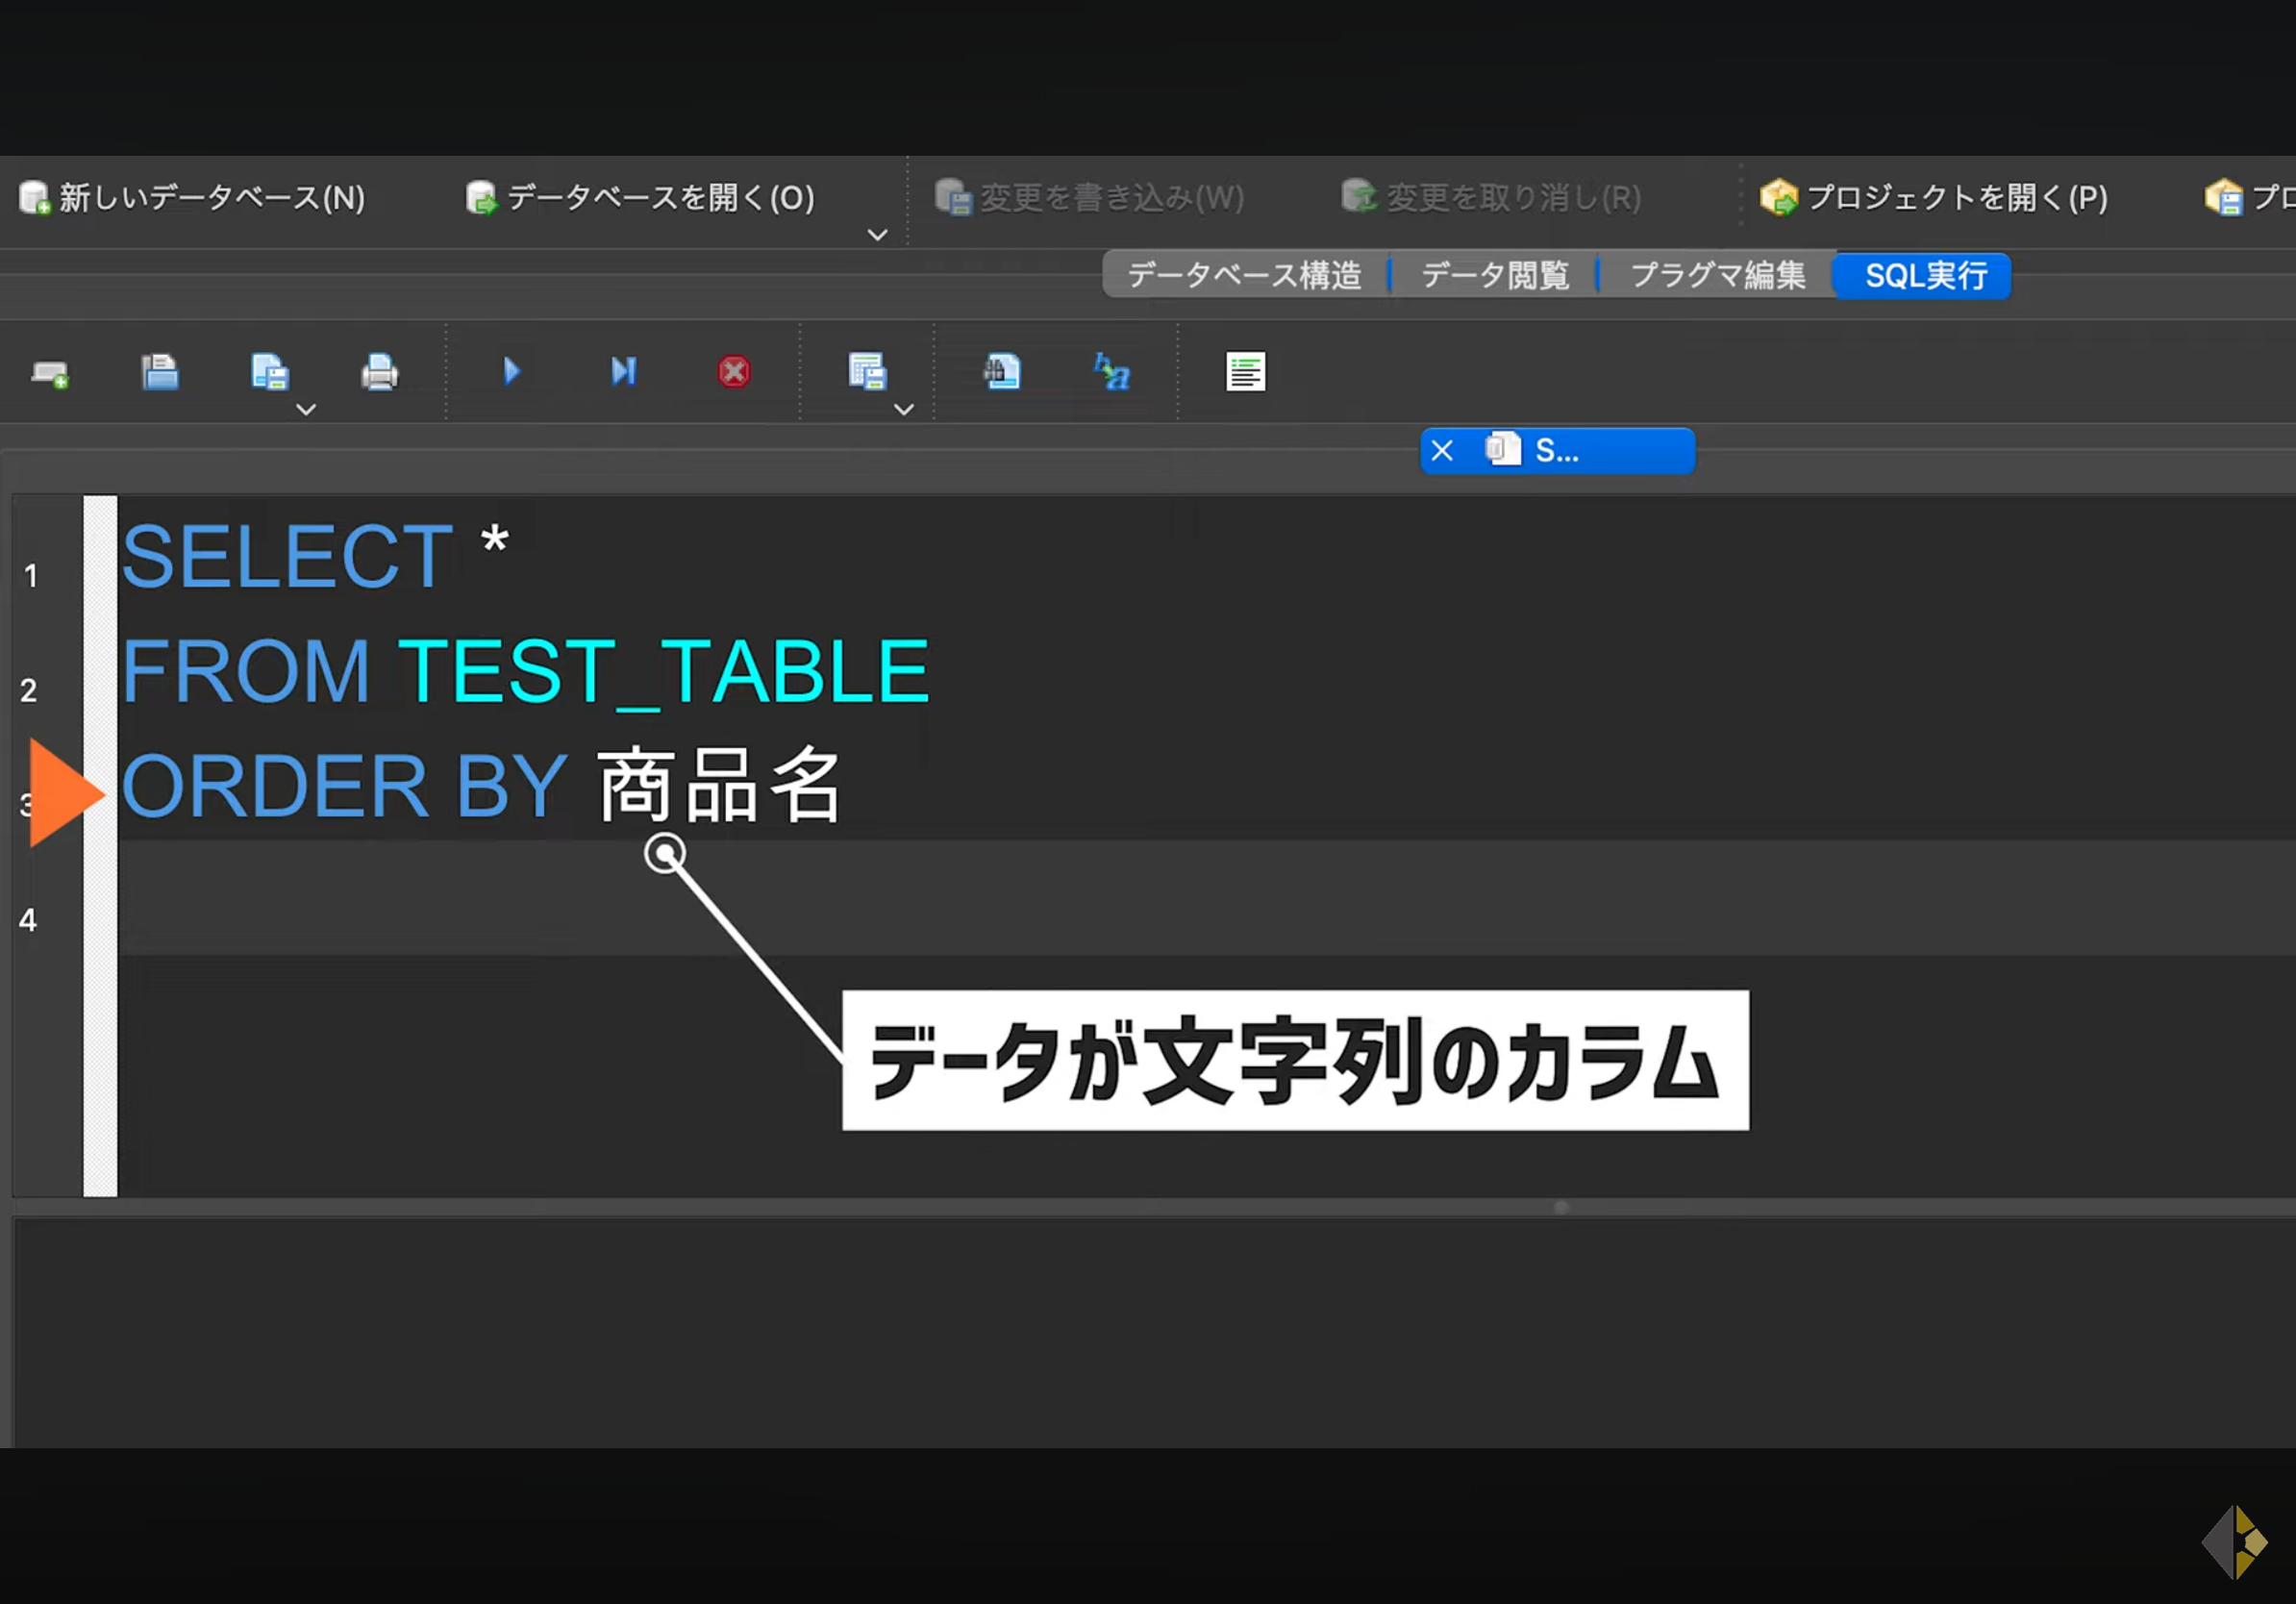 新しいデータベース(N) データベースを開く(O) 変更を書き込み(W) 変更を取り消し(R) プロジェクトを開く(P) プロ
データベース構造 データ閲覧 プラグマ編集 SQL実行
S...
1 SELECT *
2 FROM TEST_TABLE
3 ORDER BY 商品名
4
データが文字列のカラム